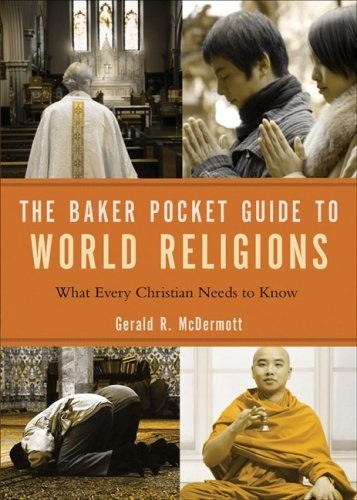 THE BAKER POCKET GUIDE TO
WORLD RELIGIONS
What Every Christian Needs to Know
Gerald R. McDermott